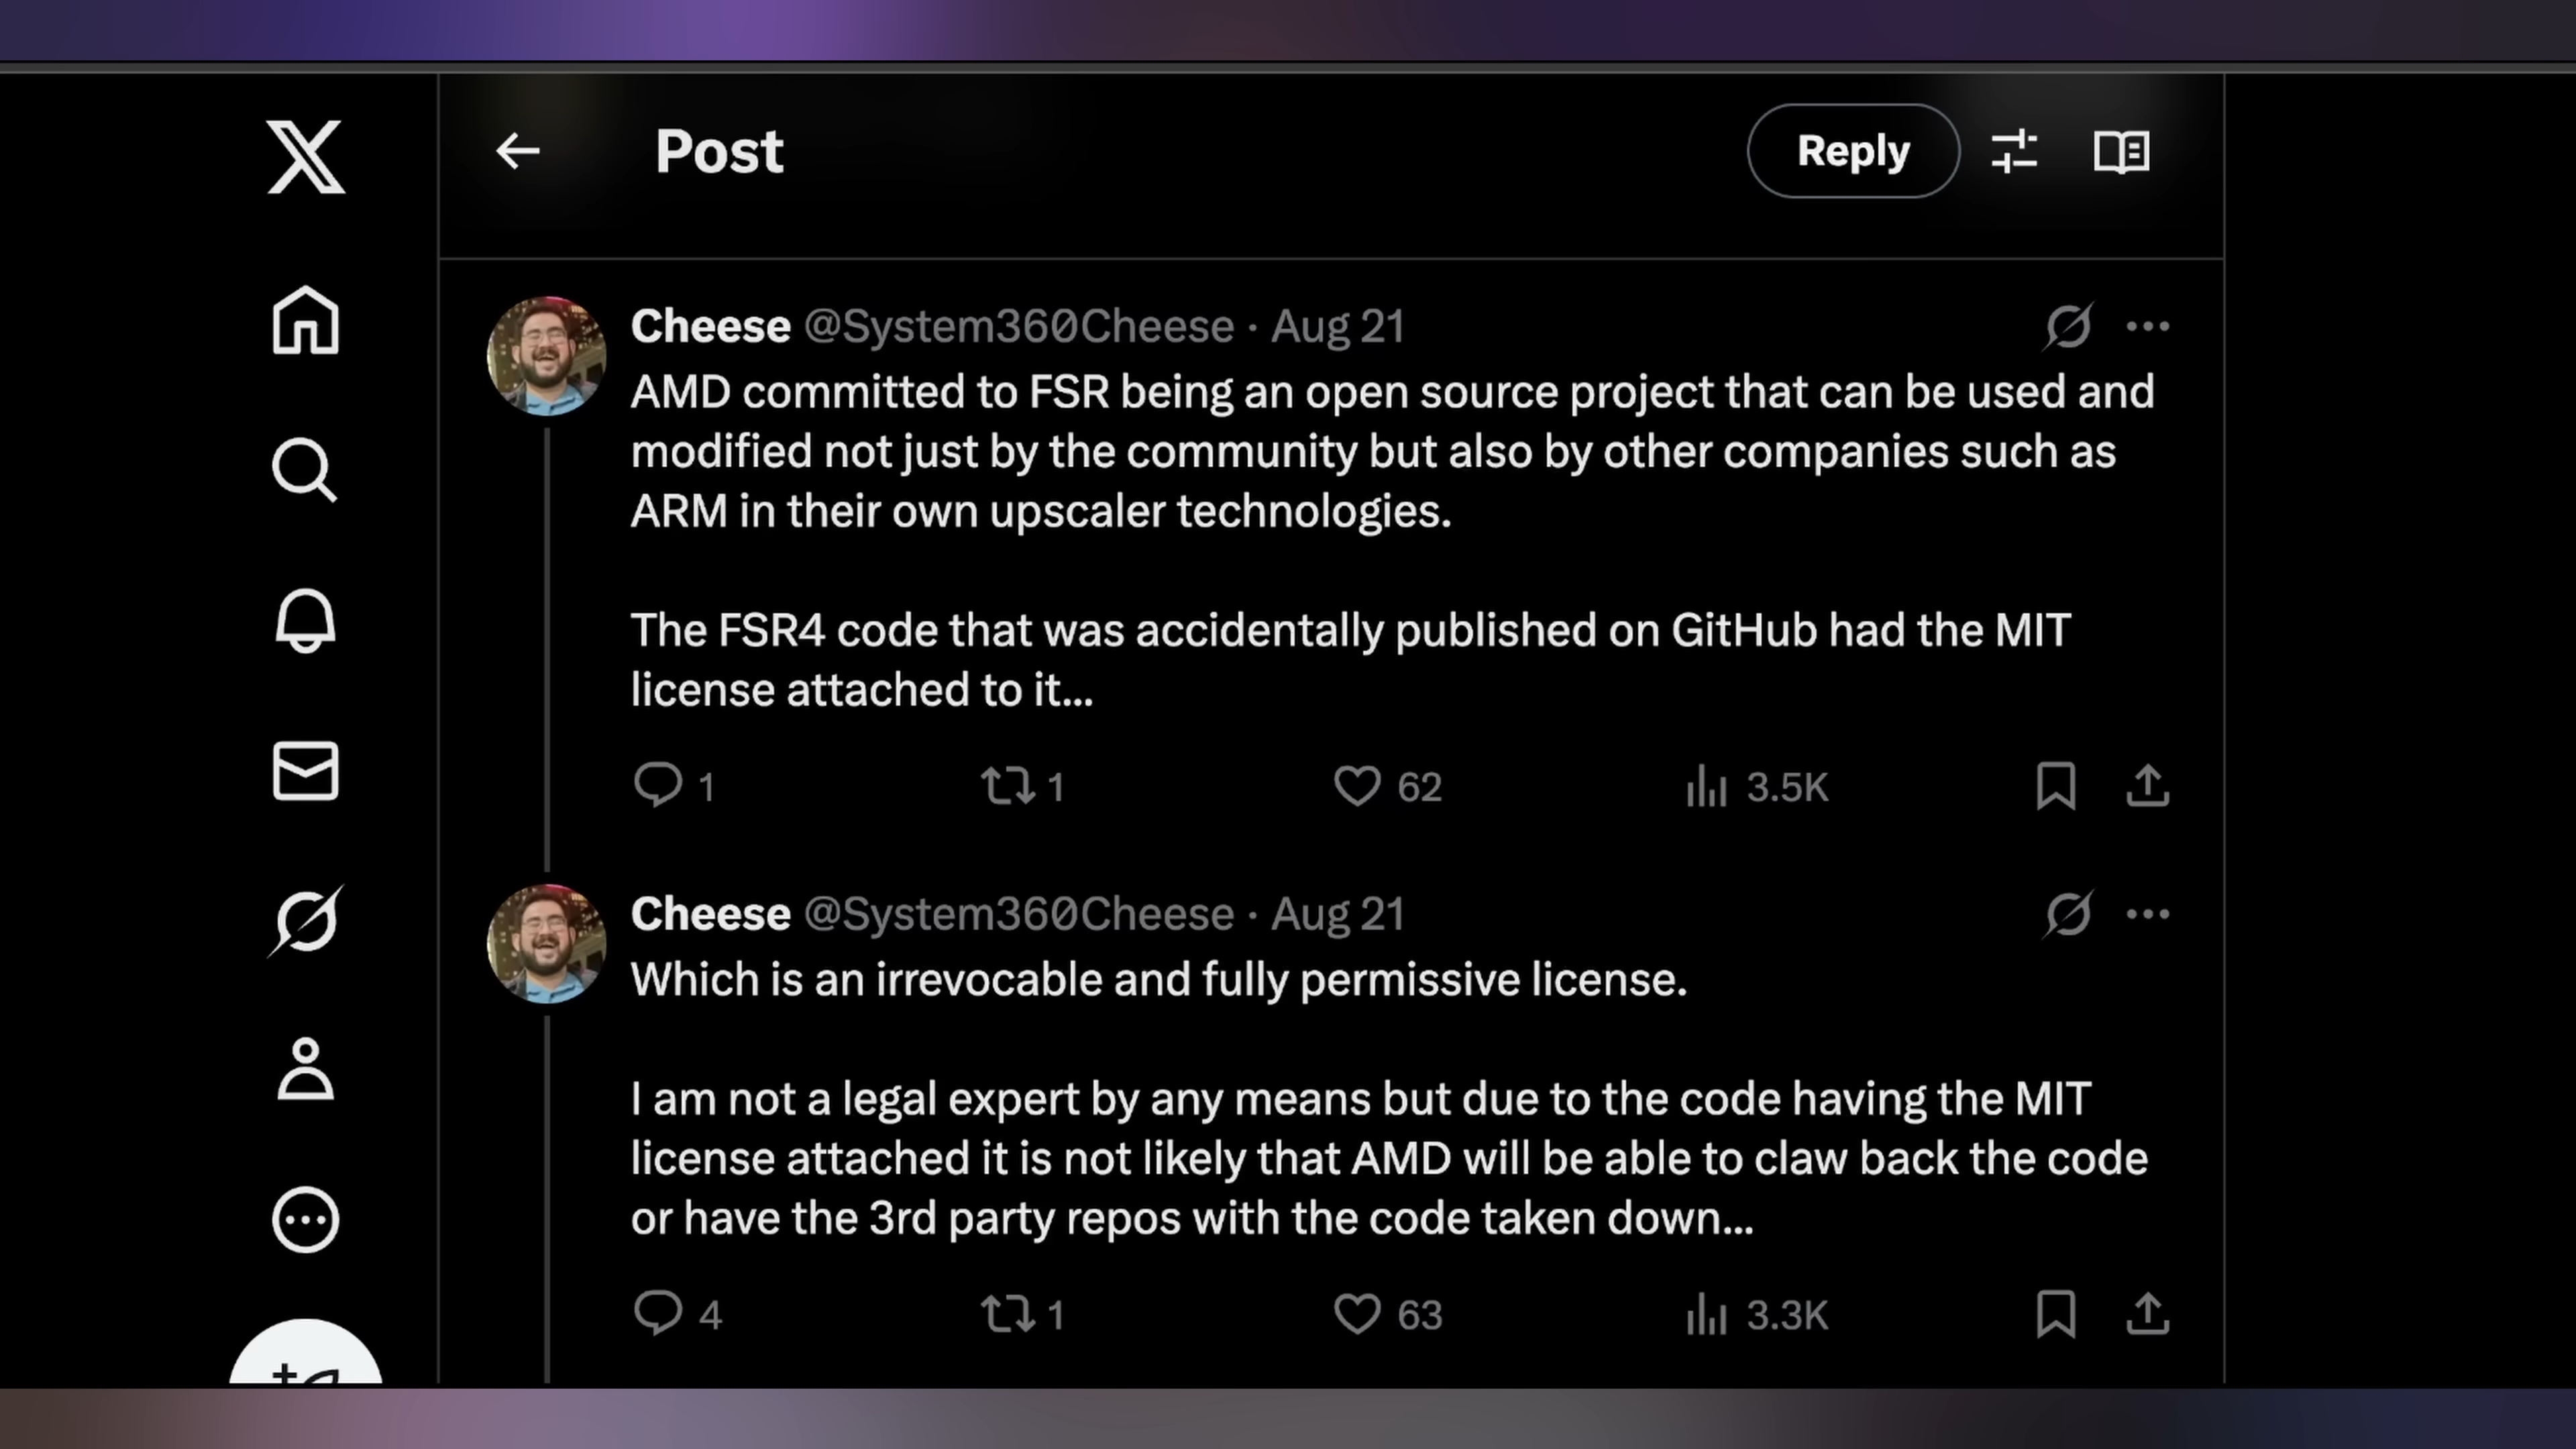 Post
Reply
Cheese @System360Cheese · Aug 21
AMD committed to FSR being an open source project that can be used and
modified not just by the community but also by other companies such as
ARM in their own upscaler technologies.
The FSR4 code that was accidentally published on GitHub had the MIT
license attached to it...
1 1 62 3.5K
Cheese @System360Cheese · Aug 21
Which is an irrevocable and fully permissive license.
I am not a legal expert by any means but due to the code having the MIT
license attached it is not likely that AMD will be able to claw back the code
or have the 3rd party repos with the code taken down...
4 1 63 3.3K